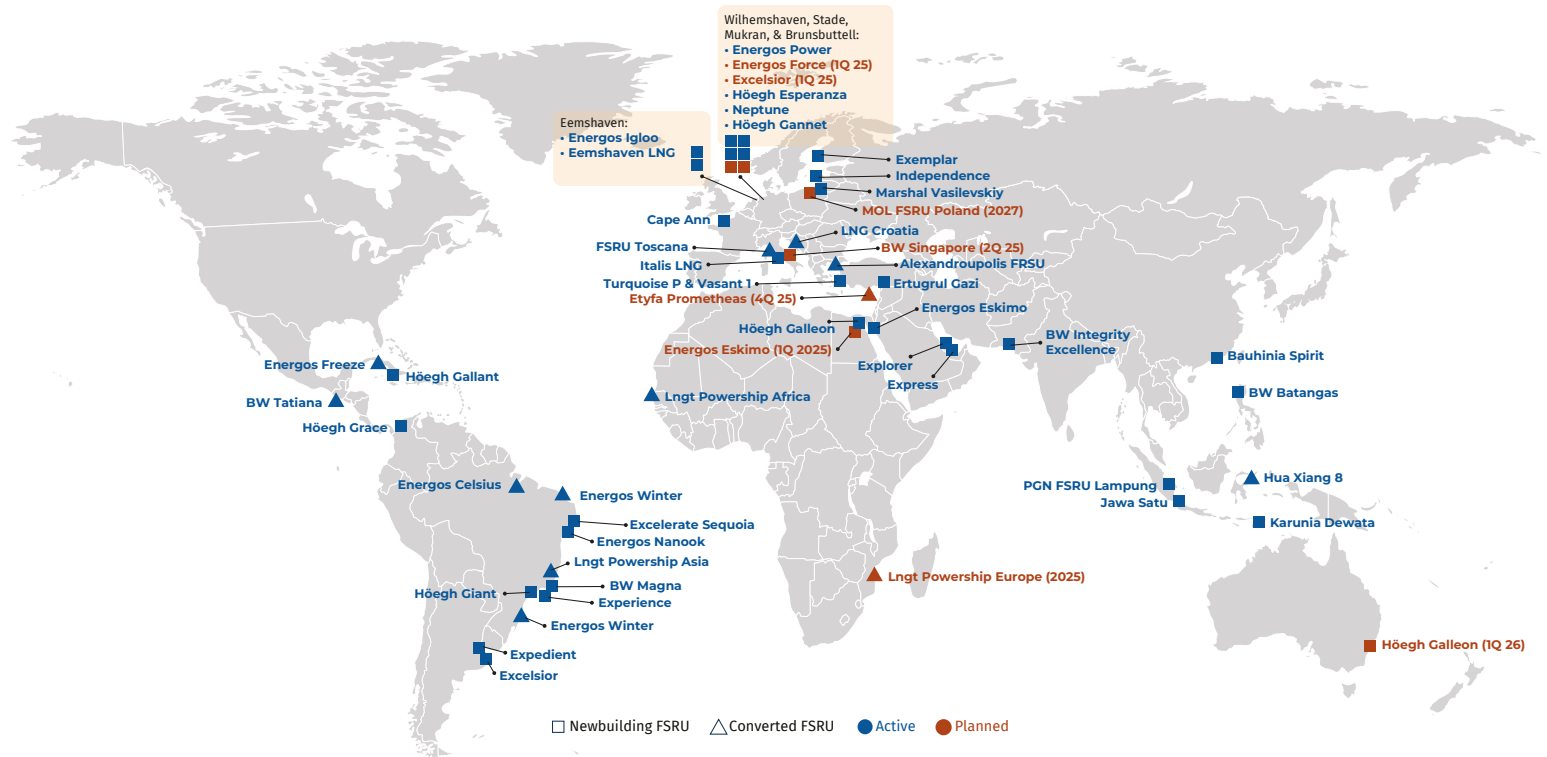 Wilhemshaven, Stade,
Mukran, & Brunsbuttell:
• Energos Power
• Energos Force (1Q 25)
• Excelsior (1Q 25)
• Höegh Esperanza
• Neptune
• Höegh Gannet
Eemshaven:
• Energos Igloo
• Eemshaven LNG
Exemplar
Independence
Marshal Vasilevskiy
MOL FSRU Poland (2027)
Cape Ann
LNG Croatia
FSRU Toscana
BW Singapore (2Q 25)
Italis LNG
Alexandroupolis FRSU
Turquoise P & Vasant 1
Ertugrul Gazi
Etyfa Prometheas (4Q 25)
Energos Eskimo
Höegh Galleon
Energos Eskimo (1Q 2025)
BW Integrity
Excellence
Explorer
Express
Bauhinia Spirit
BW Batangas
Energos Freeze
Höegh Gallant
BW Tatiana
Höegh Grace
Lngt Powership Africa
Energos Celsius
Energos Winter
PGN FSRU Lampung
Hua Xiang 8
Jawa Satu
Karunia Dewata
Excelerate Sequoia
Energos Nanook
Lngt Powership Asia
BW Magna
Höegh Giant
Experience
Energos Winter
Lngt Powership Europe (2025)
Expedient
Excelsior
Höegh Galleon (1Q 26)
Newbuilding FSRU
Converted FSRU
Active
Planned